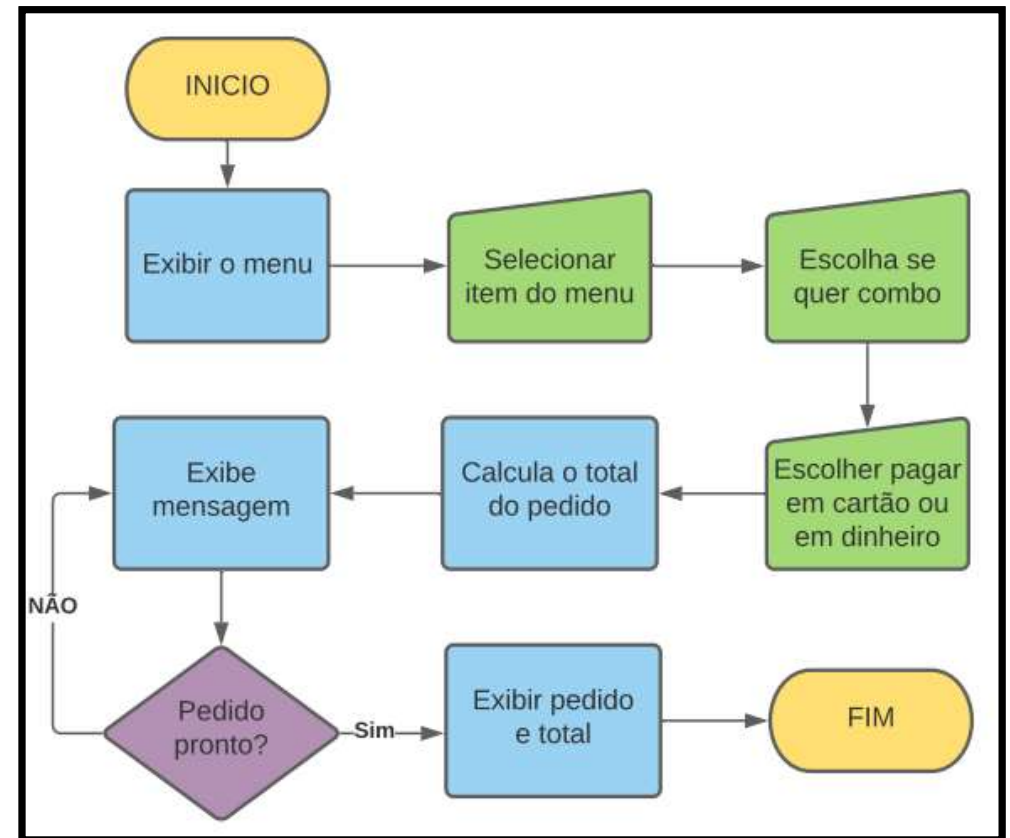 INICIO
Exibir o menu
Selecionar
item do menu
Escolha se
quer combo
Escolher pagar
em cartão ou
em dinheiro
Calcula o total
do pedido
Exibe
mensagem
NÃO
Pedido
pronto?
Sim
Exibir pedido
e total
FIM